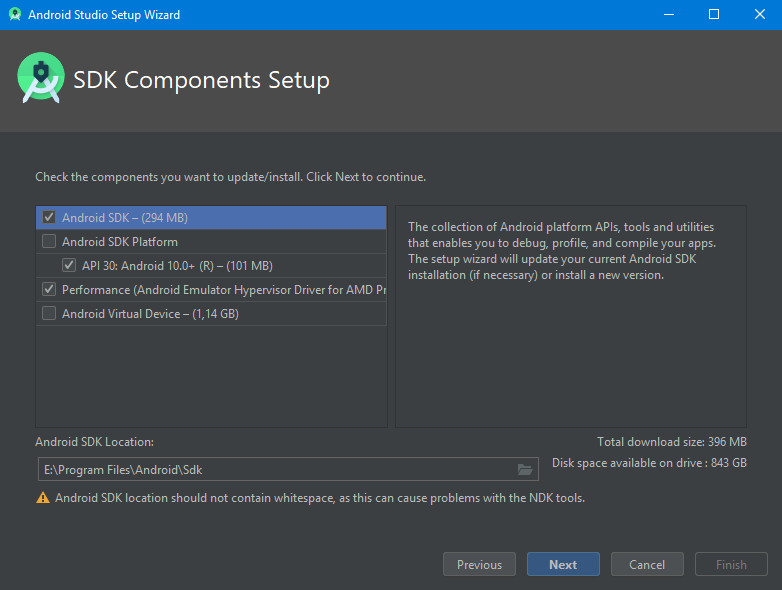 Android Studio Setup Wizard
SDK Components Setup
Check the components you want to update/install. Click Next to continue.
Android SDK – (294 MB)
Android SDK Platform
API 30: Android 10.0+ (R) – (101 MB)
Performance (Android Emulator Hypervisor Driver for AMD Pr
Android Virtual Device – (1,14 GB)
The collection of Android platform APIs, tools and utilities
that enables you to debug, profile, and compile your apps.
The setup wizard will update your current Android SDK
installation (if necessary) or install a new version.
Android SDK Location:
Total download size: 396 MB
E:\Program Files\Android\Sdk
Disk space available on drive : 843 GB
Android SDK location should not contain whitespace, as this can cause problems with the NDK tools.
Previous
Next
Cancel
Finish